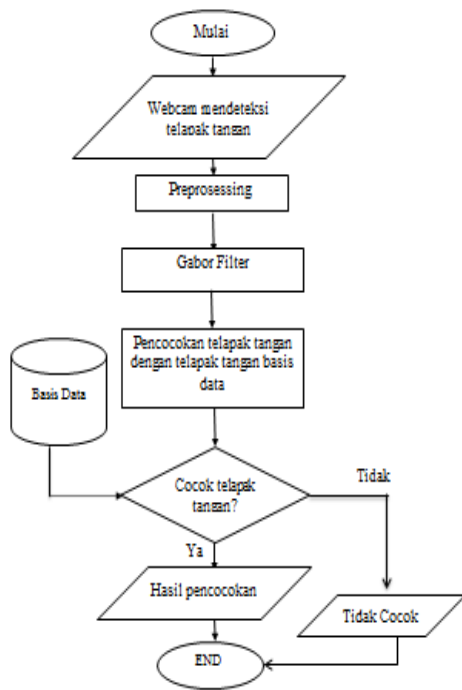 Mulai
Webcam mendeteksi
telapak tangan
Preprosessing
Gabor Filter
Pencocokan telapak tangan
dengan telapak tangan basis
data
Basis Data
Cocok telapak
tangan?
Tidak
Ya
Hasil pencocokan
Tidak Cocok
END